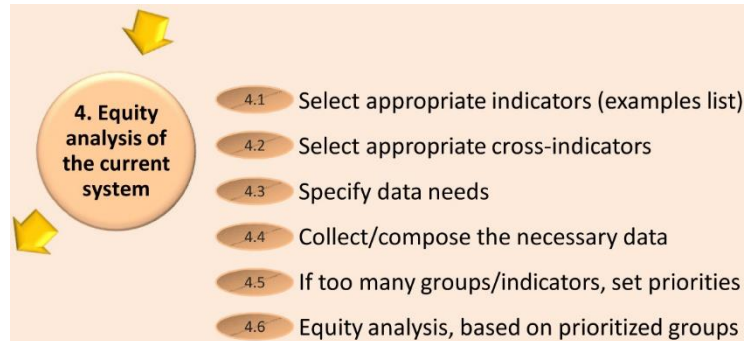 4. Equity
analysis of
the current
system
4.1 Select appropriate indicators (examples list)
4.2 Select appropriate cross-indicators
4.3 Specify data needs
4.4 Collect/compose the necessary data
4.5 If too many groups/indicators, set priorities
4.6 Equity analysis, based on prioritized groups